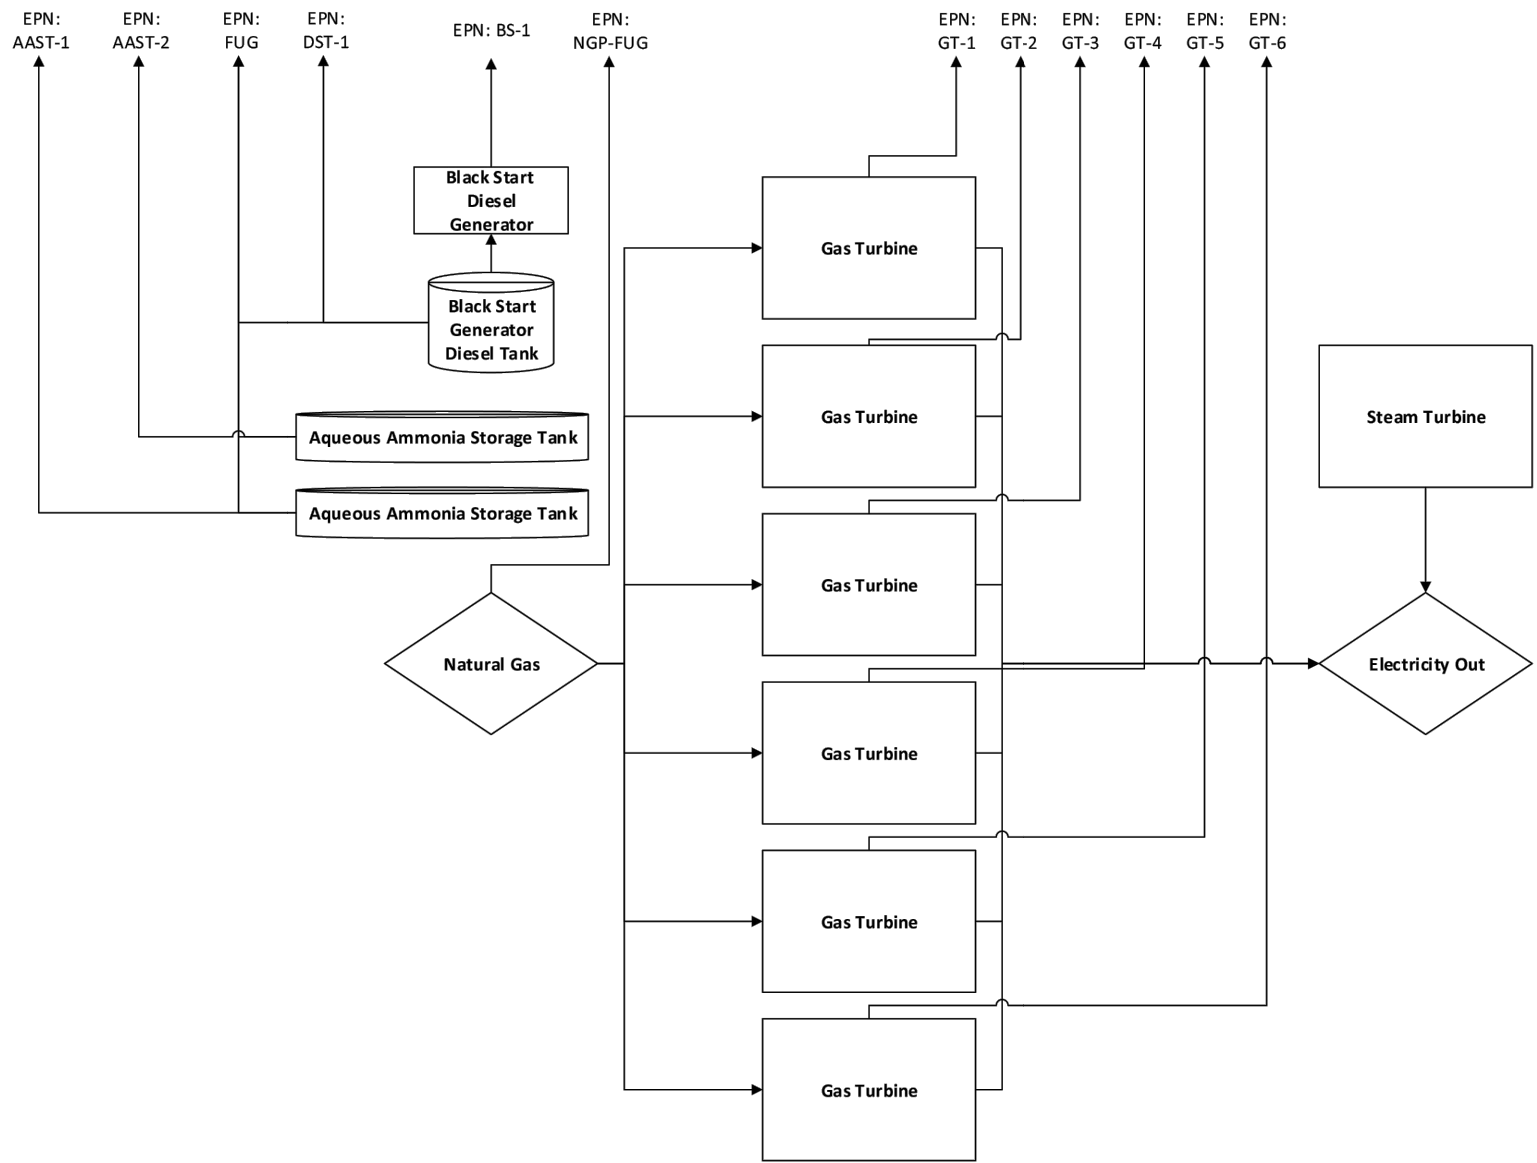 EPN:
AAST-1
EPN:
AAST-2
EPN:
FUG
EPN:
DST-1
EPN: BS-1
EPN:
NGP-FUG
EPN:
GT-1
EPN:
GT-2
EPN:
GT-3
EPN:
GT-4
EPN:
GT-5
EPN:
GT-6
Black Start
Diesel
Generator
Black Start
Generator
Diesel Tank
Aqueous Ammonia Storage Tank
Aqueous Ammonia Storage Tank
Natural Gas
Gas Turbine
Gas Turbine
Gas Turbine
Gas Turbine
Gas Turbine
Gas Turbine
Steam Turbine
Electricity Out